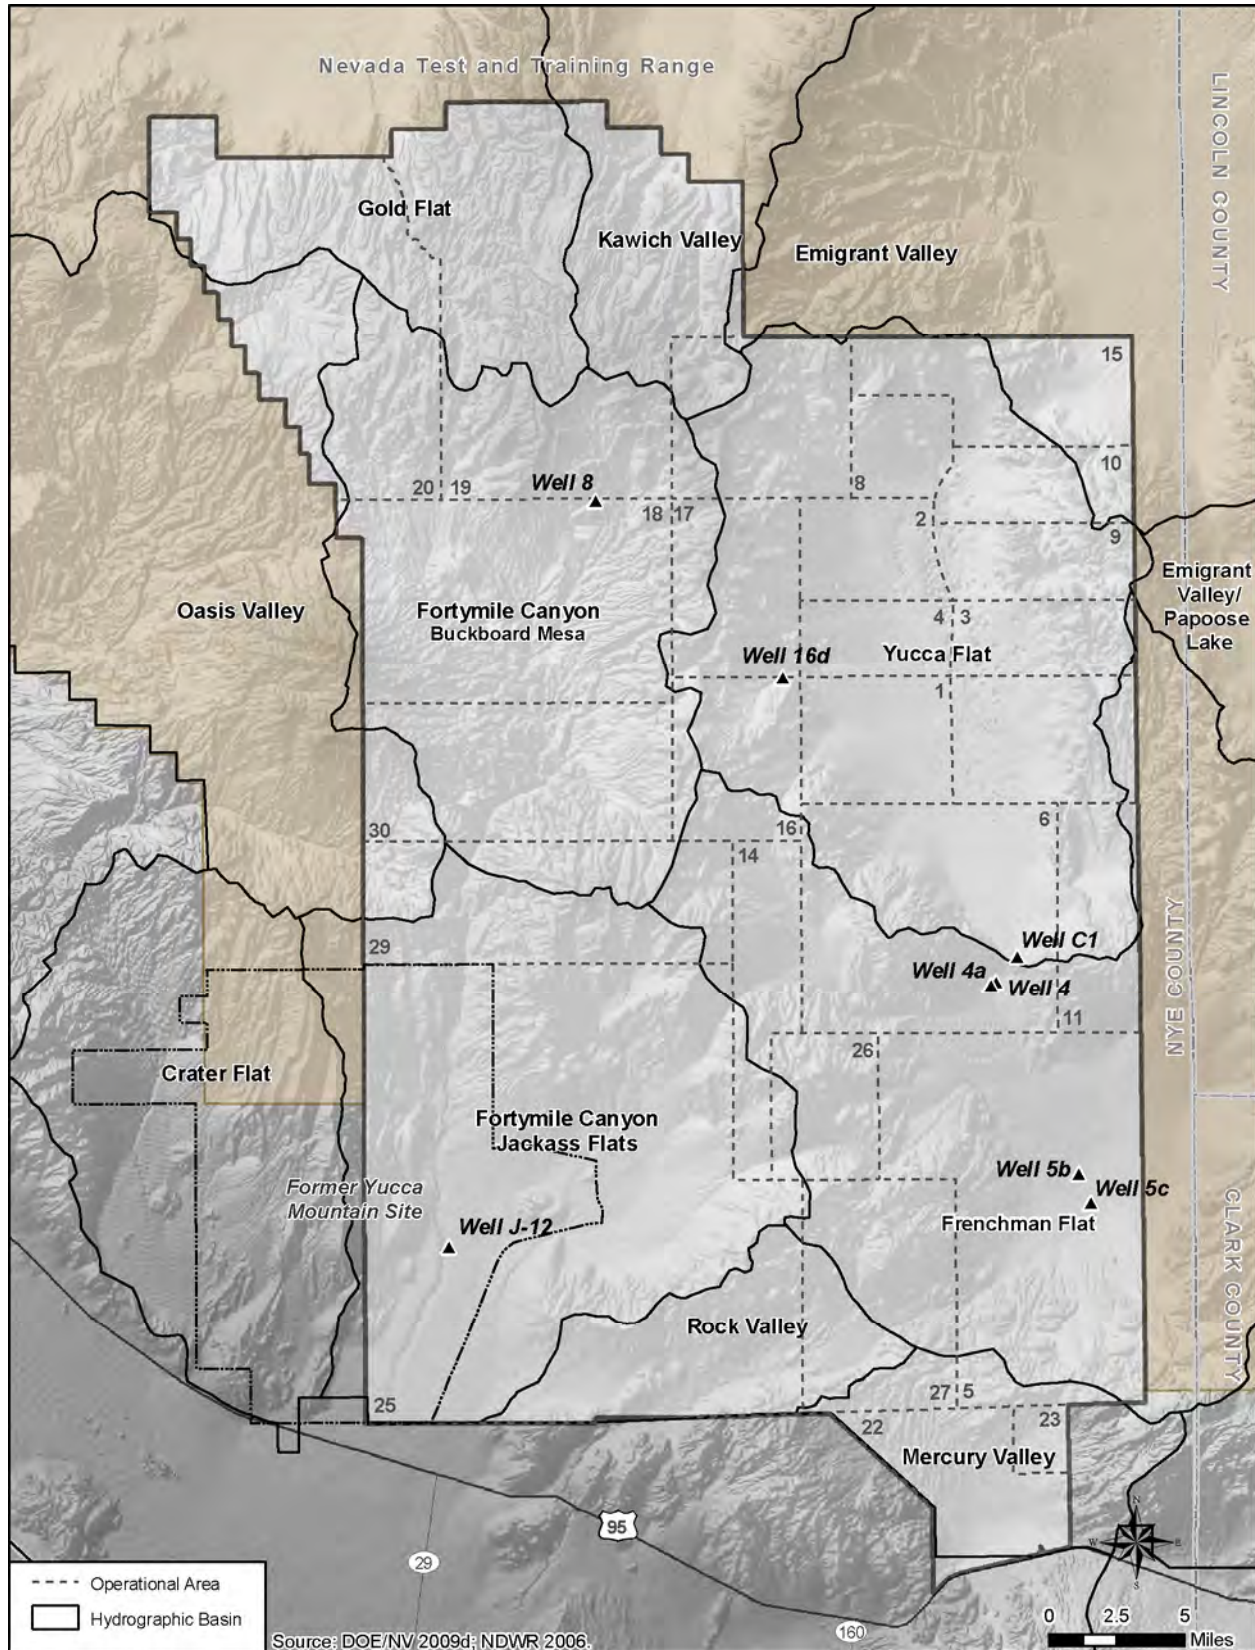 Nevada Test and Training Range
LINCOLN COUNTY
Gold Flat
Kawich Valley
Emigrant Valley
15
10
20
19
Well 8
18
17
8
2
9
Oasis Valley
Fortymile Canyon
Buckboard Mesa
4
3
Emigrant
Valley/
Papoose
Lake
Well 16d
Yucca Flat
1
30
16
14
6
29
Well C1
Well 4a
Well 4
11
NYE COUNTY
26
Crater Flat
Fortymile Canyon
Jackass Flats
Former Yucca
Mountain Site
Well J-12
Well 5b
Well 5c
Frenchman Flat
CLARK COUNTY
Rock Valley
25
27
5
22
23
Mercury Valley
95
29
160
N
W
E
S
Operational Area
Hydrographic Basin
Source: DOE/NV 2009d; NDWR 2006.
0
2.5
5
Miles